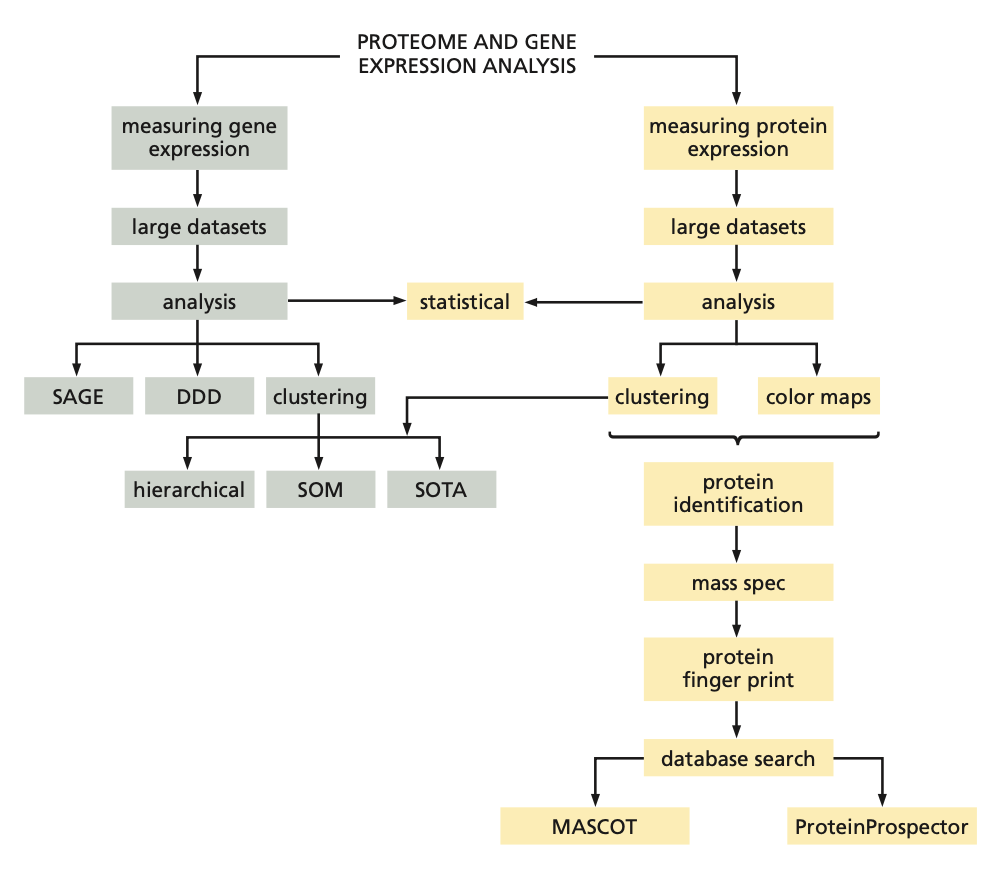 PROTEOME AND GENE
EXPRESSION ANALYSIS
measuring gene
expression
measuring protein
expression
large datasets
large datasets
analysis
statistical
analysis
SAGE
DDD
clustering
clustering
color maps
hierarchical
SOM
SOTA
protein
identification
mass spec
protein
finger print
database search
MASCOT
ProteinProspector